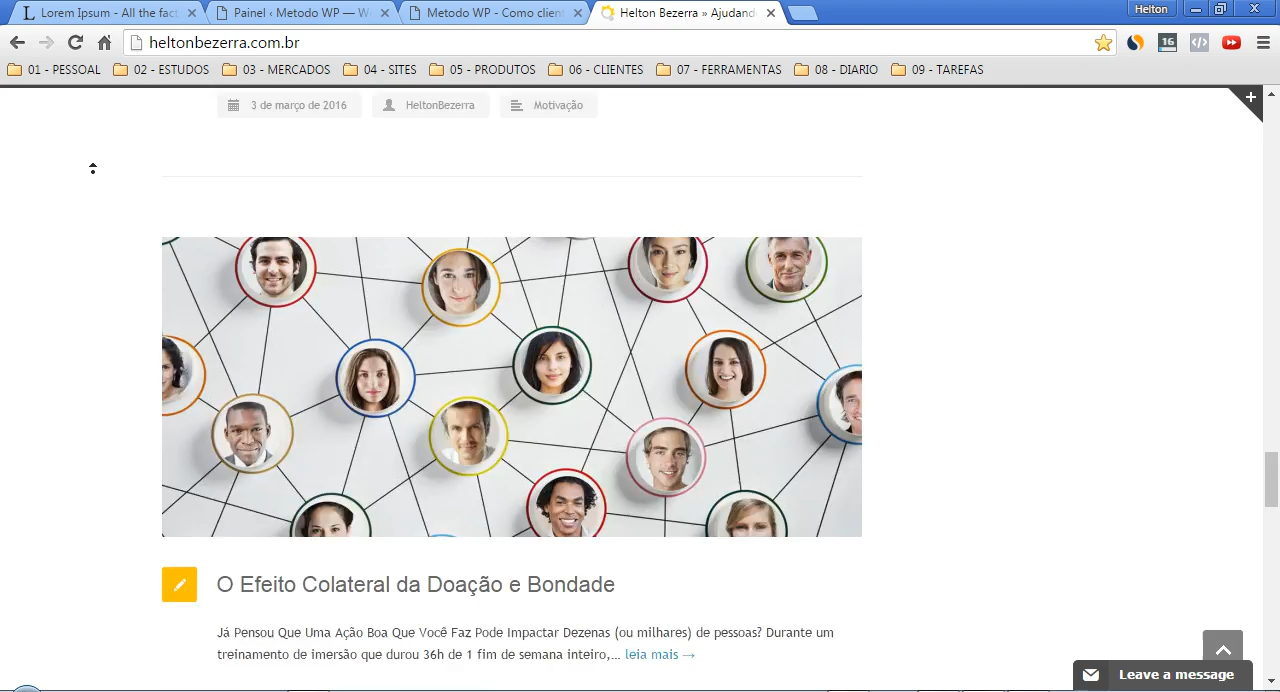 Lorem Ipsum - All the fact
Painel ‹ Metodo WP — W
Metodo WP - Como client
Helton Bezerra » Ajudand
Helton
heltonbezerra.com.br
16
01 - PESSOAL
02 - ESTUDOS
03 - MERCADOS
04 - SITES
05 - PRODUTOS
06 - CLIENTES
07 - FERRAMENTAS
08 - DIARIO
09 - TAREFAS
3 de março de 2016
HeltonBezerra
Motivação
O Efeito Colateral da Doação e Bondade
Já Pensou Que Uma Ação Boa Que Você Faz Pode Impactar Dezenas (ou milhares) de pessoas? Durante um
treinamento de imersão que durou 36h de 1 fim de semana inteiro,... leia mais →
Leave a message